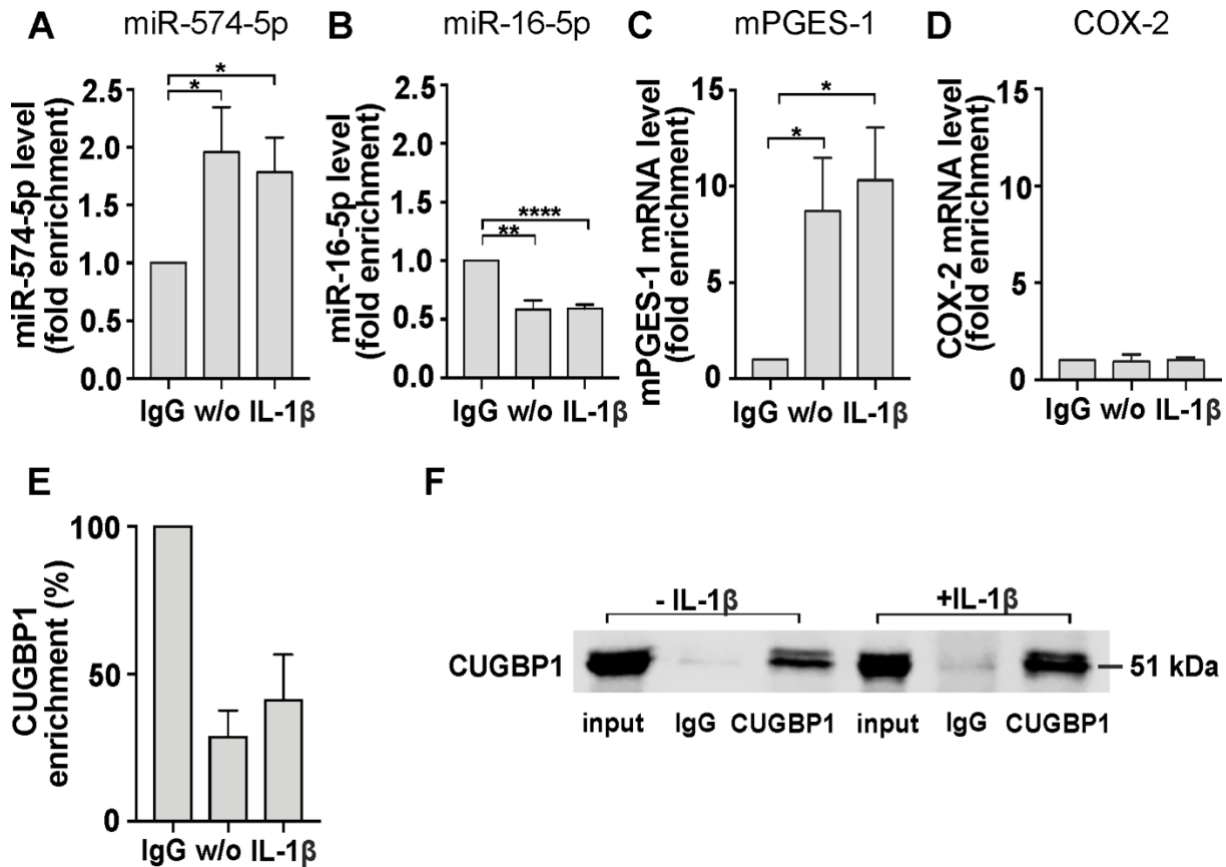 A miR-574-5p
miR-574-5p level
(fold enrichment)
2.5
2.0
1.5
1.0
0.5
0.0
*
*
IgG w/o IL-1β
B miR-16-5p
miR-16-5p level
(fold enrichment)
2.5
2.0
1.5
1.0
0.5
0.0
****
**
IgG w/o IL-1β
C mPGES-1
mPGES-1 mRNA level
(fold enrichment)
15
10
5
0
*
*
IgG w/o IL-1β
D COX-2
COX-2 mRNA level
(fold enrichment)
15
10
5
0
IgG w/o IL-1β
E
CUGBP1
enrichment (%)
100
50
0
IgG w/o IL-1β
F
- IL-1β +IL-1β
CUGBP1 51 kDa
input IgG CUGBP1 input IgG CUGBP1